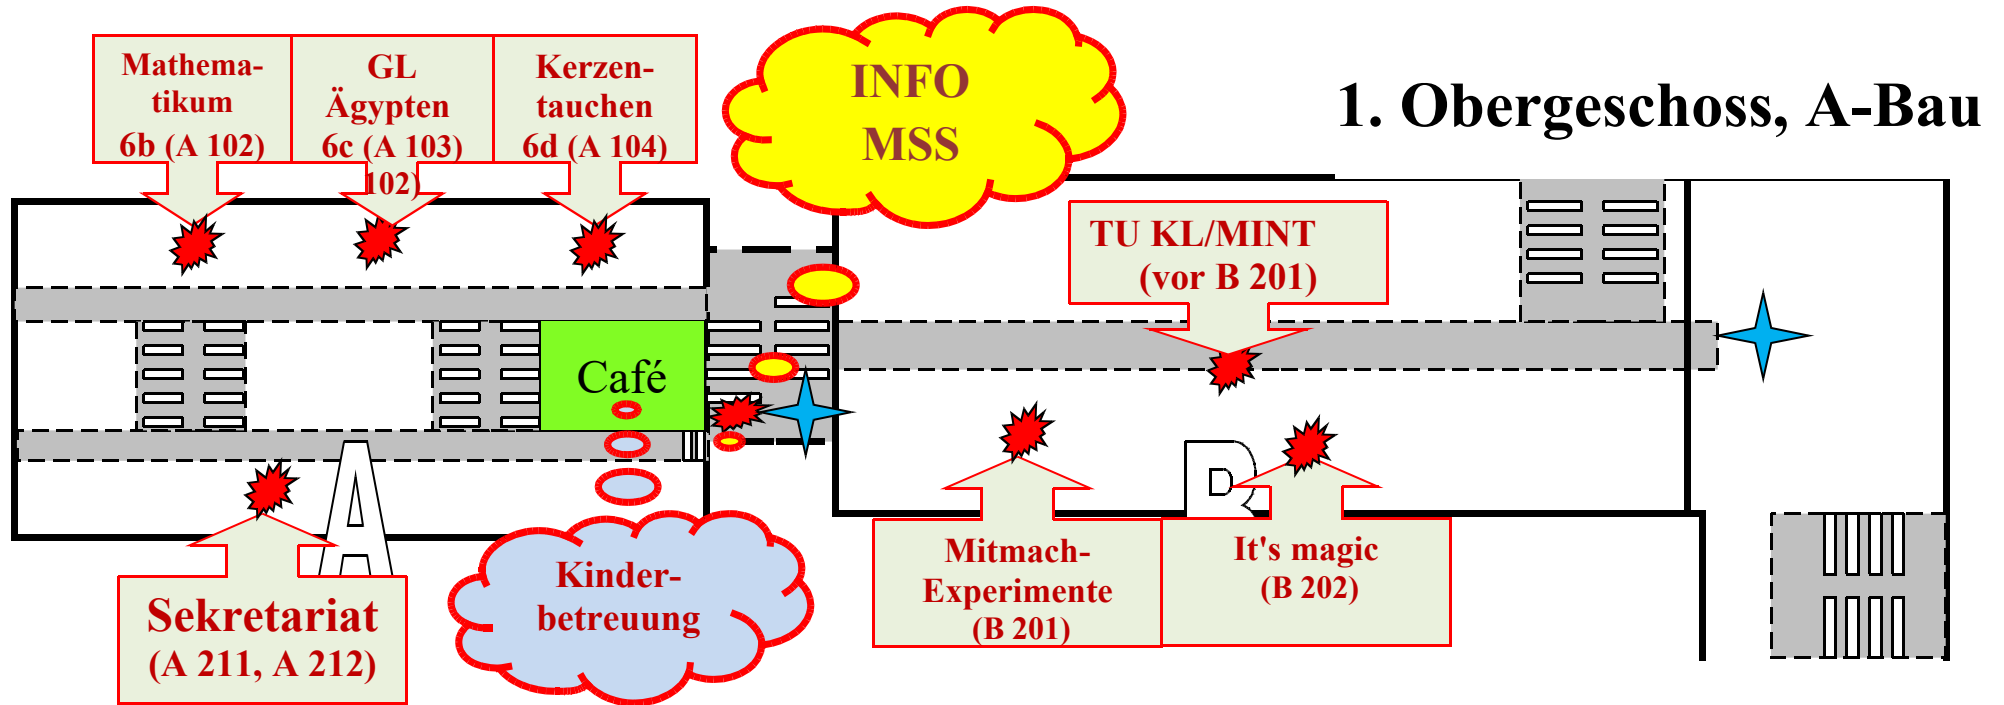 Mathema-
tikum
6b (A 102)
GL
Ägypten
6c (A 103)
102)
Kerzen-
tauchen
6d (A 104)
INFO
MSS
1. Obergeschoss, A-Bau
TU KL/MINT
(vor B 201)
Café
A
B
Sekretariat
(A 211, A 212)
Kinder-
betreuung
Mitmach-
Experimente
(B 201)
It's magic
(B 202)